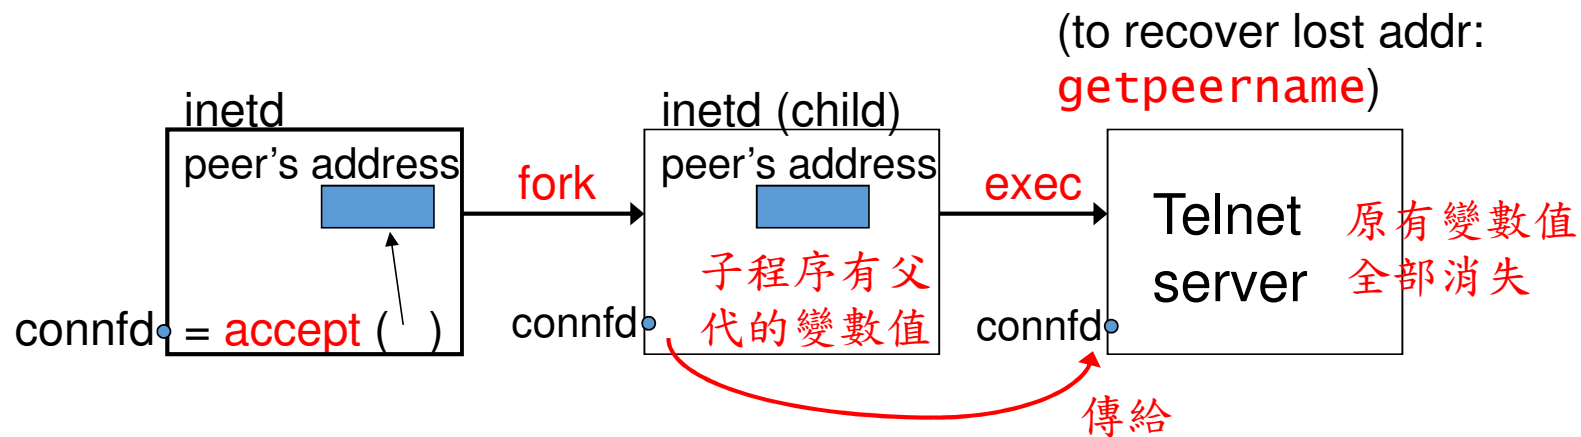 (to recover lost addr:
getpeername)
inetd
peer's address
connfd = accept ( )
fork
inetd (child)
peer's address
子程序有父
代的變數值
connfd
exec
Telnet
server
原有變數值
全部消失
connfd
傳給